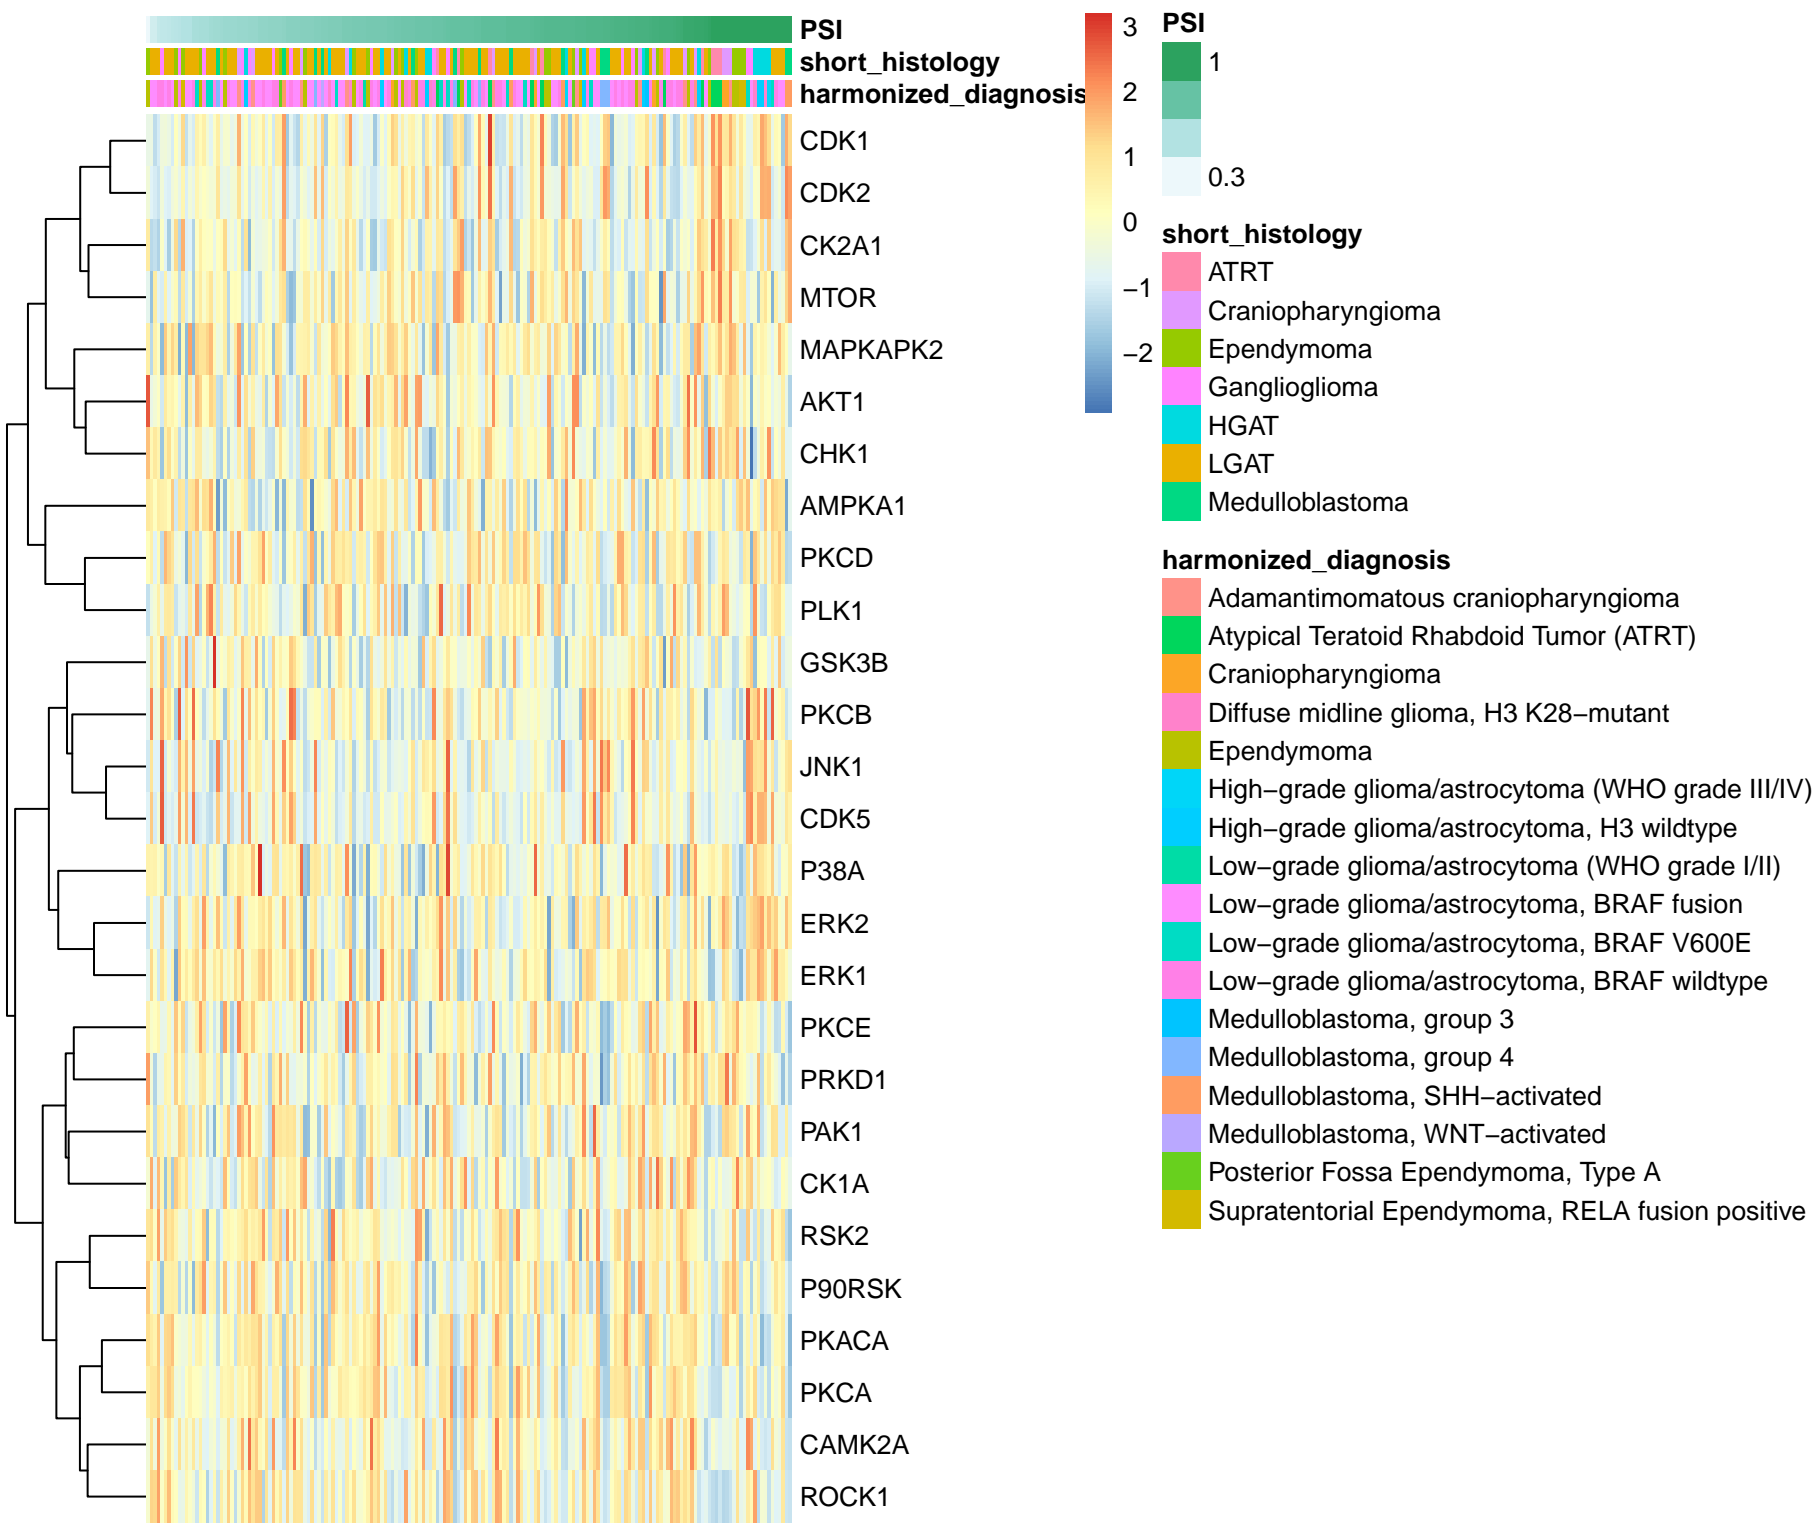 PSI
short_histology
harmonized_diagnosis
CDK1
CDK2
CK2A1
MTOR
MAPKAPK2
AKT1
CHK1
AMPKA1
PKCD
PLK1
GSK3B
PKCB
JNK1
CDK5
P38A
ERK2
ERK1
PKCE
PRKD1
PAK1
CK1A
RSK2
P90RSK
PKACA
PKCA
CAMK2A
ROCK1
3
2
1
0
−1
−2
PSI
1
0.3
short_histology
ATRT
Craniopharyngioma
Ependymoma
Ganglioglioma
HGAT
LGAT
Medulloblastoma
harmonized_diagnosis
Adamantimomatous craniopharyngioma
Atypical Teratoid Rhabdoid Tumor (ATRT)
Craniopharyngioma
Diffuse midline glioma, H3 K28−mutant
Ependymoma
High−grade glioma/astrocytoma (WHO grade III/IV)
High−grade glioma/astrocytoma, H3 wildtype
Low−grade glioma/astrocytoma (WHO grade I/II)
Low−grade glioma/astrocytoma, BRAF fusion
Low−grade glioma/astrocytoma, BRAF V600E
Low−grade glioma/astrocytoma, BRAF wildtype
Medulloblastoma, group 3
Medulloblastoma, group 4
Medulloblastoma, SHH−activated
Medulloblastoma, WNT−activated
Posterior Fossa Ependymoma, Type A
Supratentorial Ependymoma, RELA fusion positive